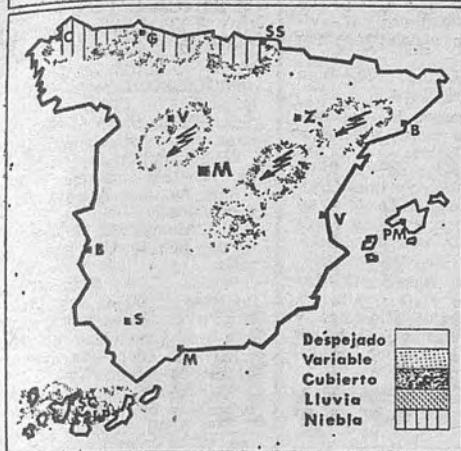 C
G
SS
V
Z
B
M
V
PM
B
S
M
Despejado
Variable
Cubierto
Lluvia
Niebla